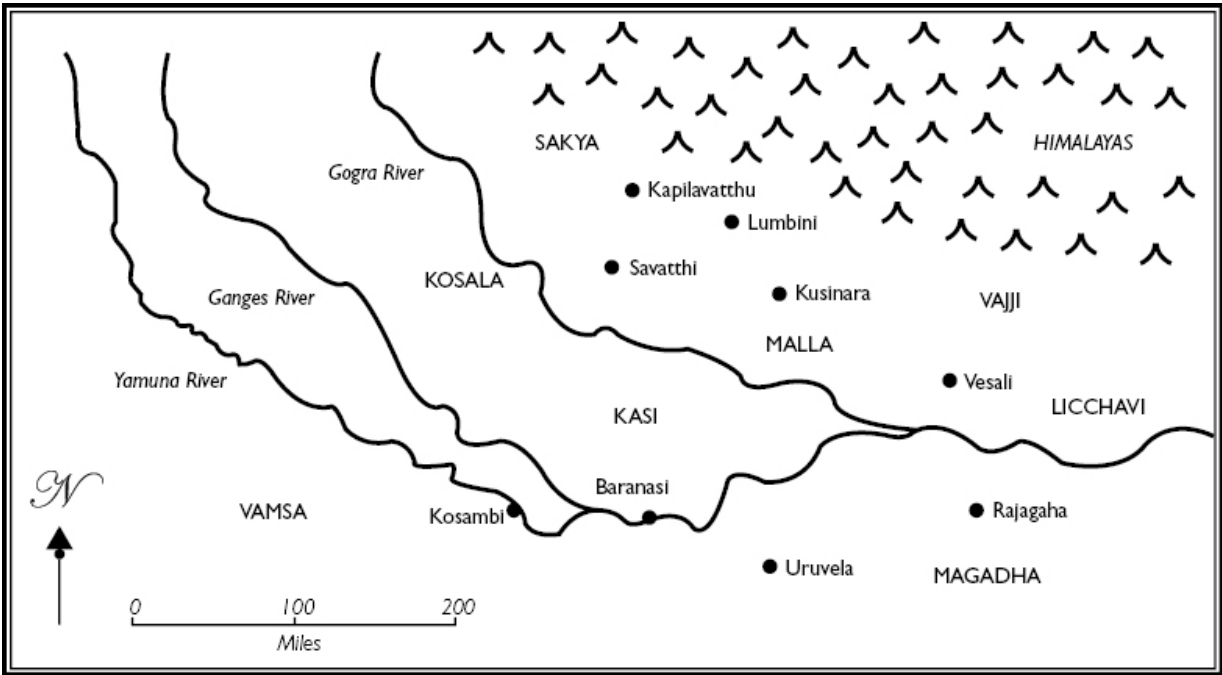 SAKYA
HIMALAYAS
Gogra River
Kapilavatthu
Lumbini
Savatthi
KOSALA
Ganges River
Kusinara
VAJJI
MALLA
Yamuna River
Vesali
LICCHAVI
KASI
N
Baranasi
VAMSA
Kosambi
Rajagaha
Uruvela
MAGADHA
0 100 200
Miles